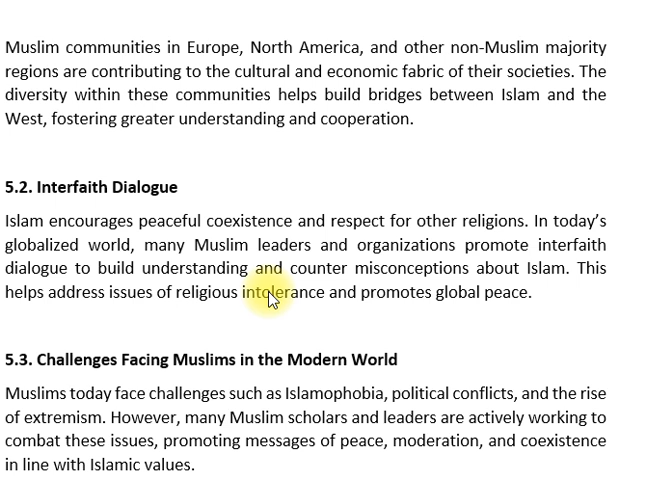 Muslim communities in Europe, North America, and other non-Muslim majority
regions are contributing to the cultural and economic fabric of their societies. The
diversity within these communities helps build bridges between Islam and the
West, fostering greater understanding and cooperation.
5.2. Interfaith Dialogue
Islam encourages peaceful coexistence and respect for other religions. In today’s
globalized world, many Muslim leaders and organizations promote interfaith
dialogue to build understanding and counter misconceptions about Islam. This
helps address issues of religious intolerance and promotes global peace.
5.3. Challenges Facing Muslims in the Modern World
Muslims today face challenges such as Islamophobia, political conflicts, and the rise
of extremism. However, many Muslim scholars and leaders are actively working to
combat these issues, promoting messages of peace, moderation, and coexistence
in line with Islamic values.